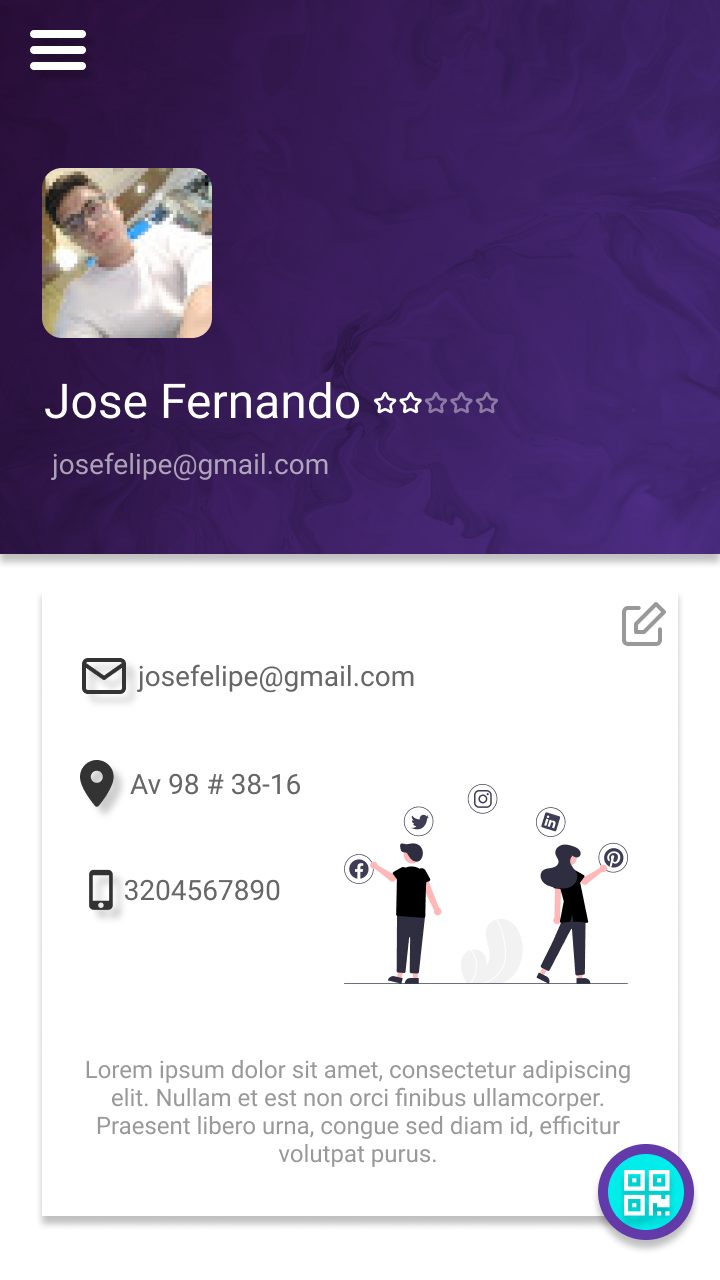 Jose Fernando
josefelipe@gmail.com
josefelipe@gmail.com
Av 98 # 38-16
3204567890
Lorem ipsum dolor sit amet, consectetur adipiscing
elit. Nullam et est non orci finibus ullamcorper.
Praesent libero urna, congue sed diam id, efficitur
volutpat purus.